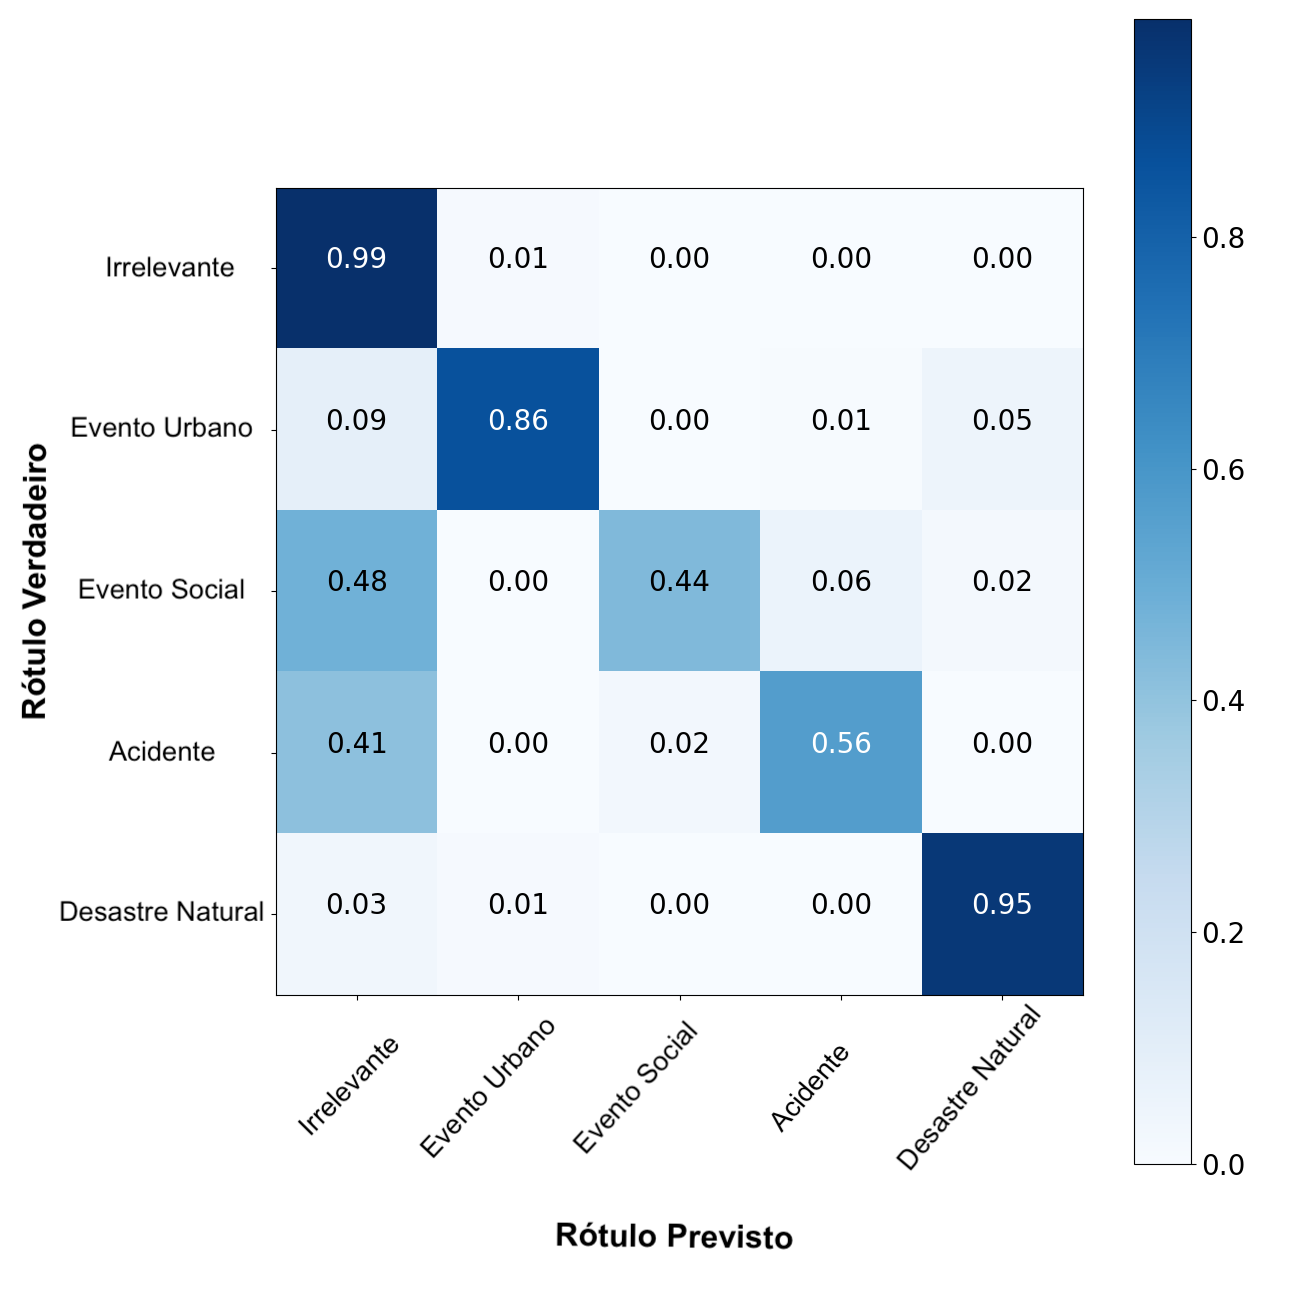 0.8
Irrelevante 0.99 0.01 0.00 0.00 0.00
Evento Urbano 0.09 0.86 0.00 0.01 0.05
0.6
Rótulo Verdadeiro
Evento Social 0.48 0.00 0.44 0.06 0.02
0.4
Acidente 0.41 0.00 0.02 0.56 0.00
Desastre Natural 0.03 0.01 0.00 0.00 0.95
0.2
0.0
Irrelevante
Evento Urbano
Evento Social
Acidente
Desastre Natural
Rótulo Previsto